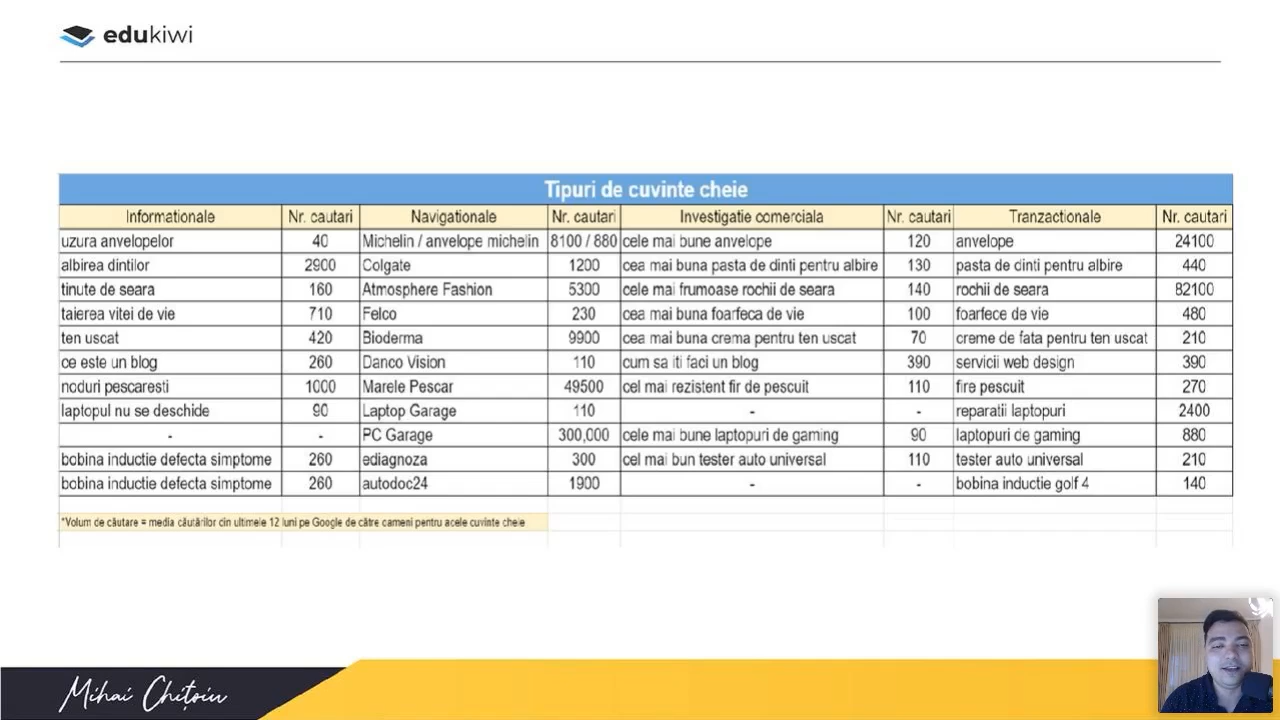 edukiwi
Tipuri de cuvinte cheie
Informationale Nr. cautari Navigationale Nr. cautari Investigatie comerciala Nr. cautari Tranzactionale Nr. cautari
uzura anvelopelor 40 Michelin / anvelope michelin 8100 / 880 cele mai bune anvelope 120 anvelope 24100
albirea dintilor 2900 Colgate 1200 cea mai buna pasta de dinti pentru albire 130 pasta de dinti pentru albire 440
tinute de seara 160 Atmosphere Fashion 5300 cele mai frumoase rochii de seara 140 rochii de seara 82100
taierea vitei de vie 710 Felco 230 cea mai buna foarfeca de vie 100 foarfece de vie 480
ten uscat 420 Bioderma 9900 cea mai buna crema pentru ten uscat 70 creme de fata pentru ten uscat 210
ce este un blog 260 Danco Vision 110 cum sa iti faci un blog 390 servicii web design 390
noduri pescaresti 1000 Marele Pescar 49500 cel mai rezistent fir de pescuit 110 fire pescuit 270
laptopul nu se deschide 90 Laptop Garage 110 - - reparatii laptopuri 2400
- - PC Garage 300,000 cele mai bune laptopuri de gaming 90 laptopuri de gaming 880
bobina inductie defecta simptome 260 ediagnoza 300 cel mai bun tester auto universal 110 tester auto universal 210
bobina inductie defecta simptome 260 autodoc24 1900 - - bobina inductie golf 4 140
*Volum de căutare = media căutărilor din ultimele 12 luni pe Google de către oameni pentru acele cuvinte cheie
Mihai Chițoiu